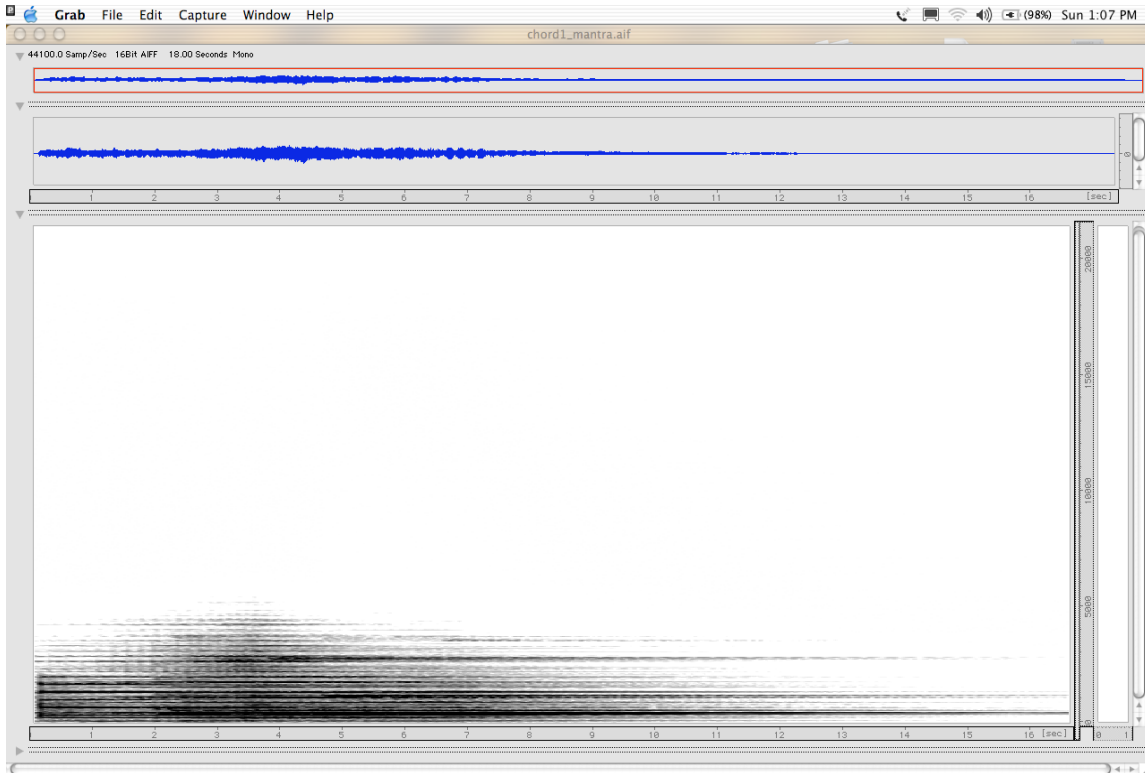 Grab File Edit Capture Window Help (98%) Sun 1:07 PM
chord1_mantra.aif
44100.0 Samp/Sec 16Bit AIFF 18.00 Seconds Mono
0
1 2 3 4 5 6 7 8 9 10 11 12 13 14 15 16 [sec]
20000
15000
10000
5000
0
1 2 3 4 5 6 7 8 9 10 11 12 13 14 15 16 [sec] 0 1